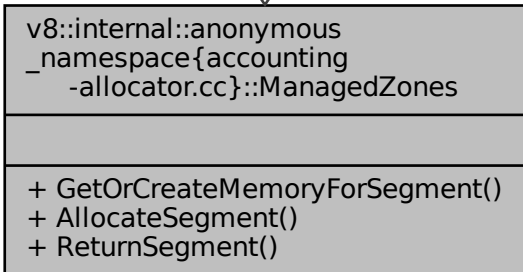 v8::internal::anonymous
_namespace{accounting
-allocator.cc}::ManagedZones
+ GetOrCreateMemoryForSegment()
+ AllocateSegment()
+ ReturnSegment()